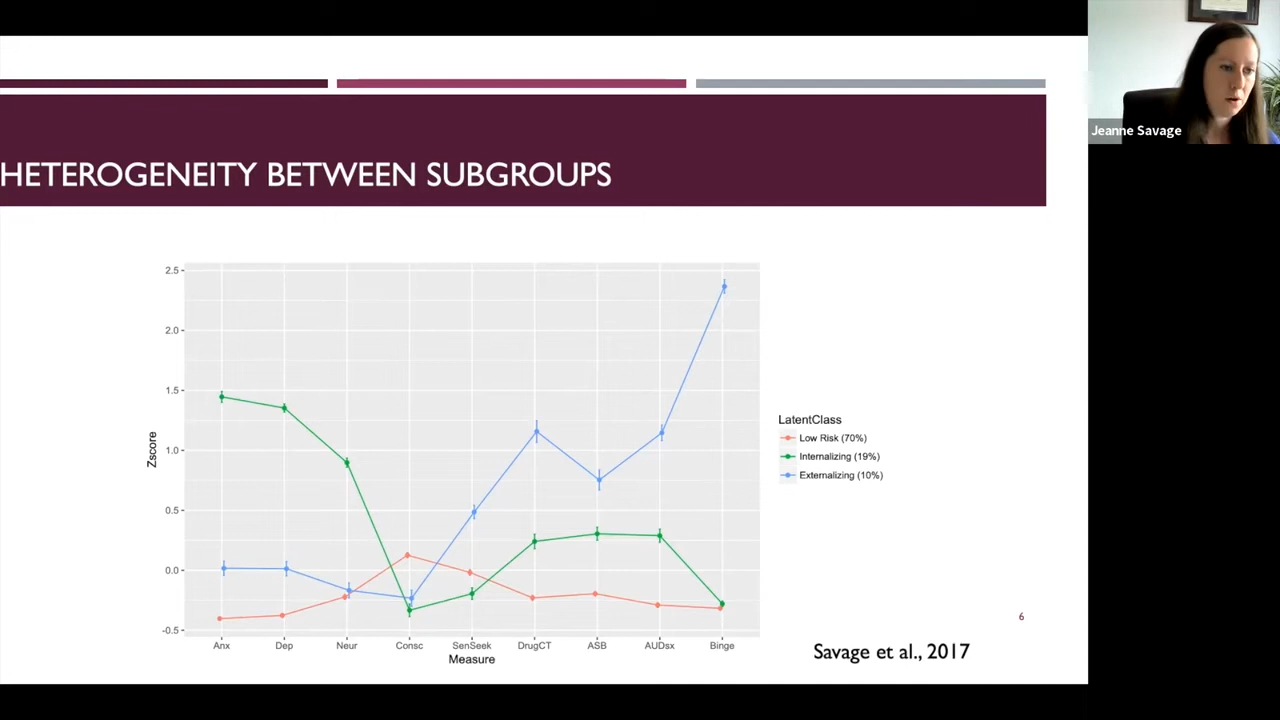 Jeanne Savage
HETEROGENEITY BETWEEN SUBGROUPS
2.5
2.0
1.5
1.0
0.5
0.0
-0.5
Zscore
Anx Dep Neur Consc SenSeek DrugCT ASB AUDsx Binge
Measure
LatentClass
Low Risk (70%)
Internalizing (19%)
Externalizing (10%)
6
Savage et al., 2017